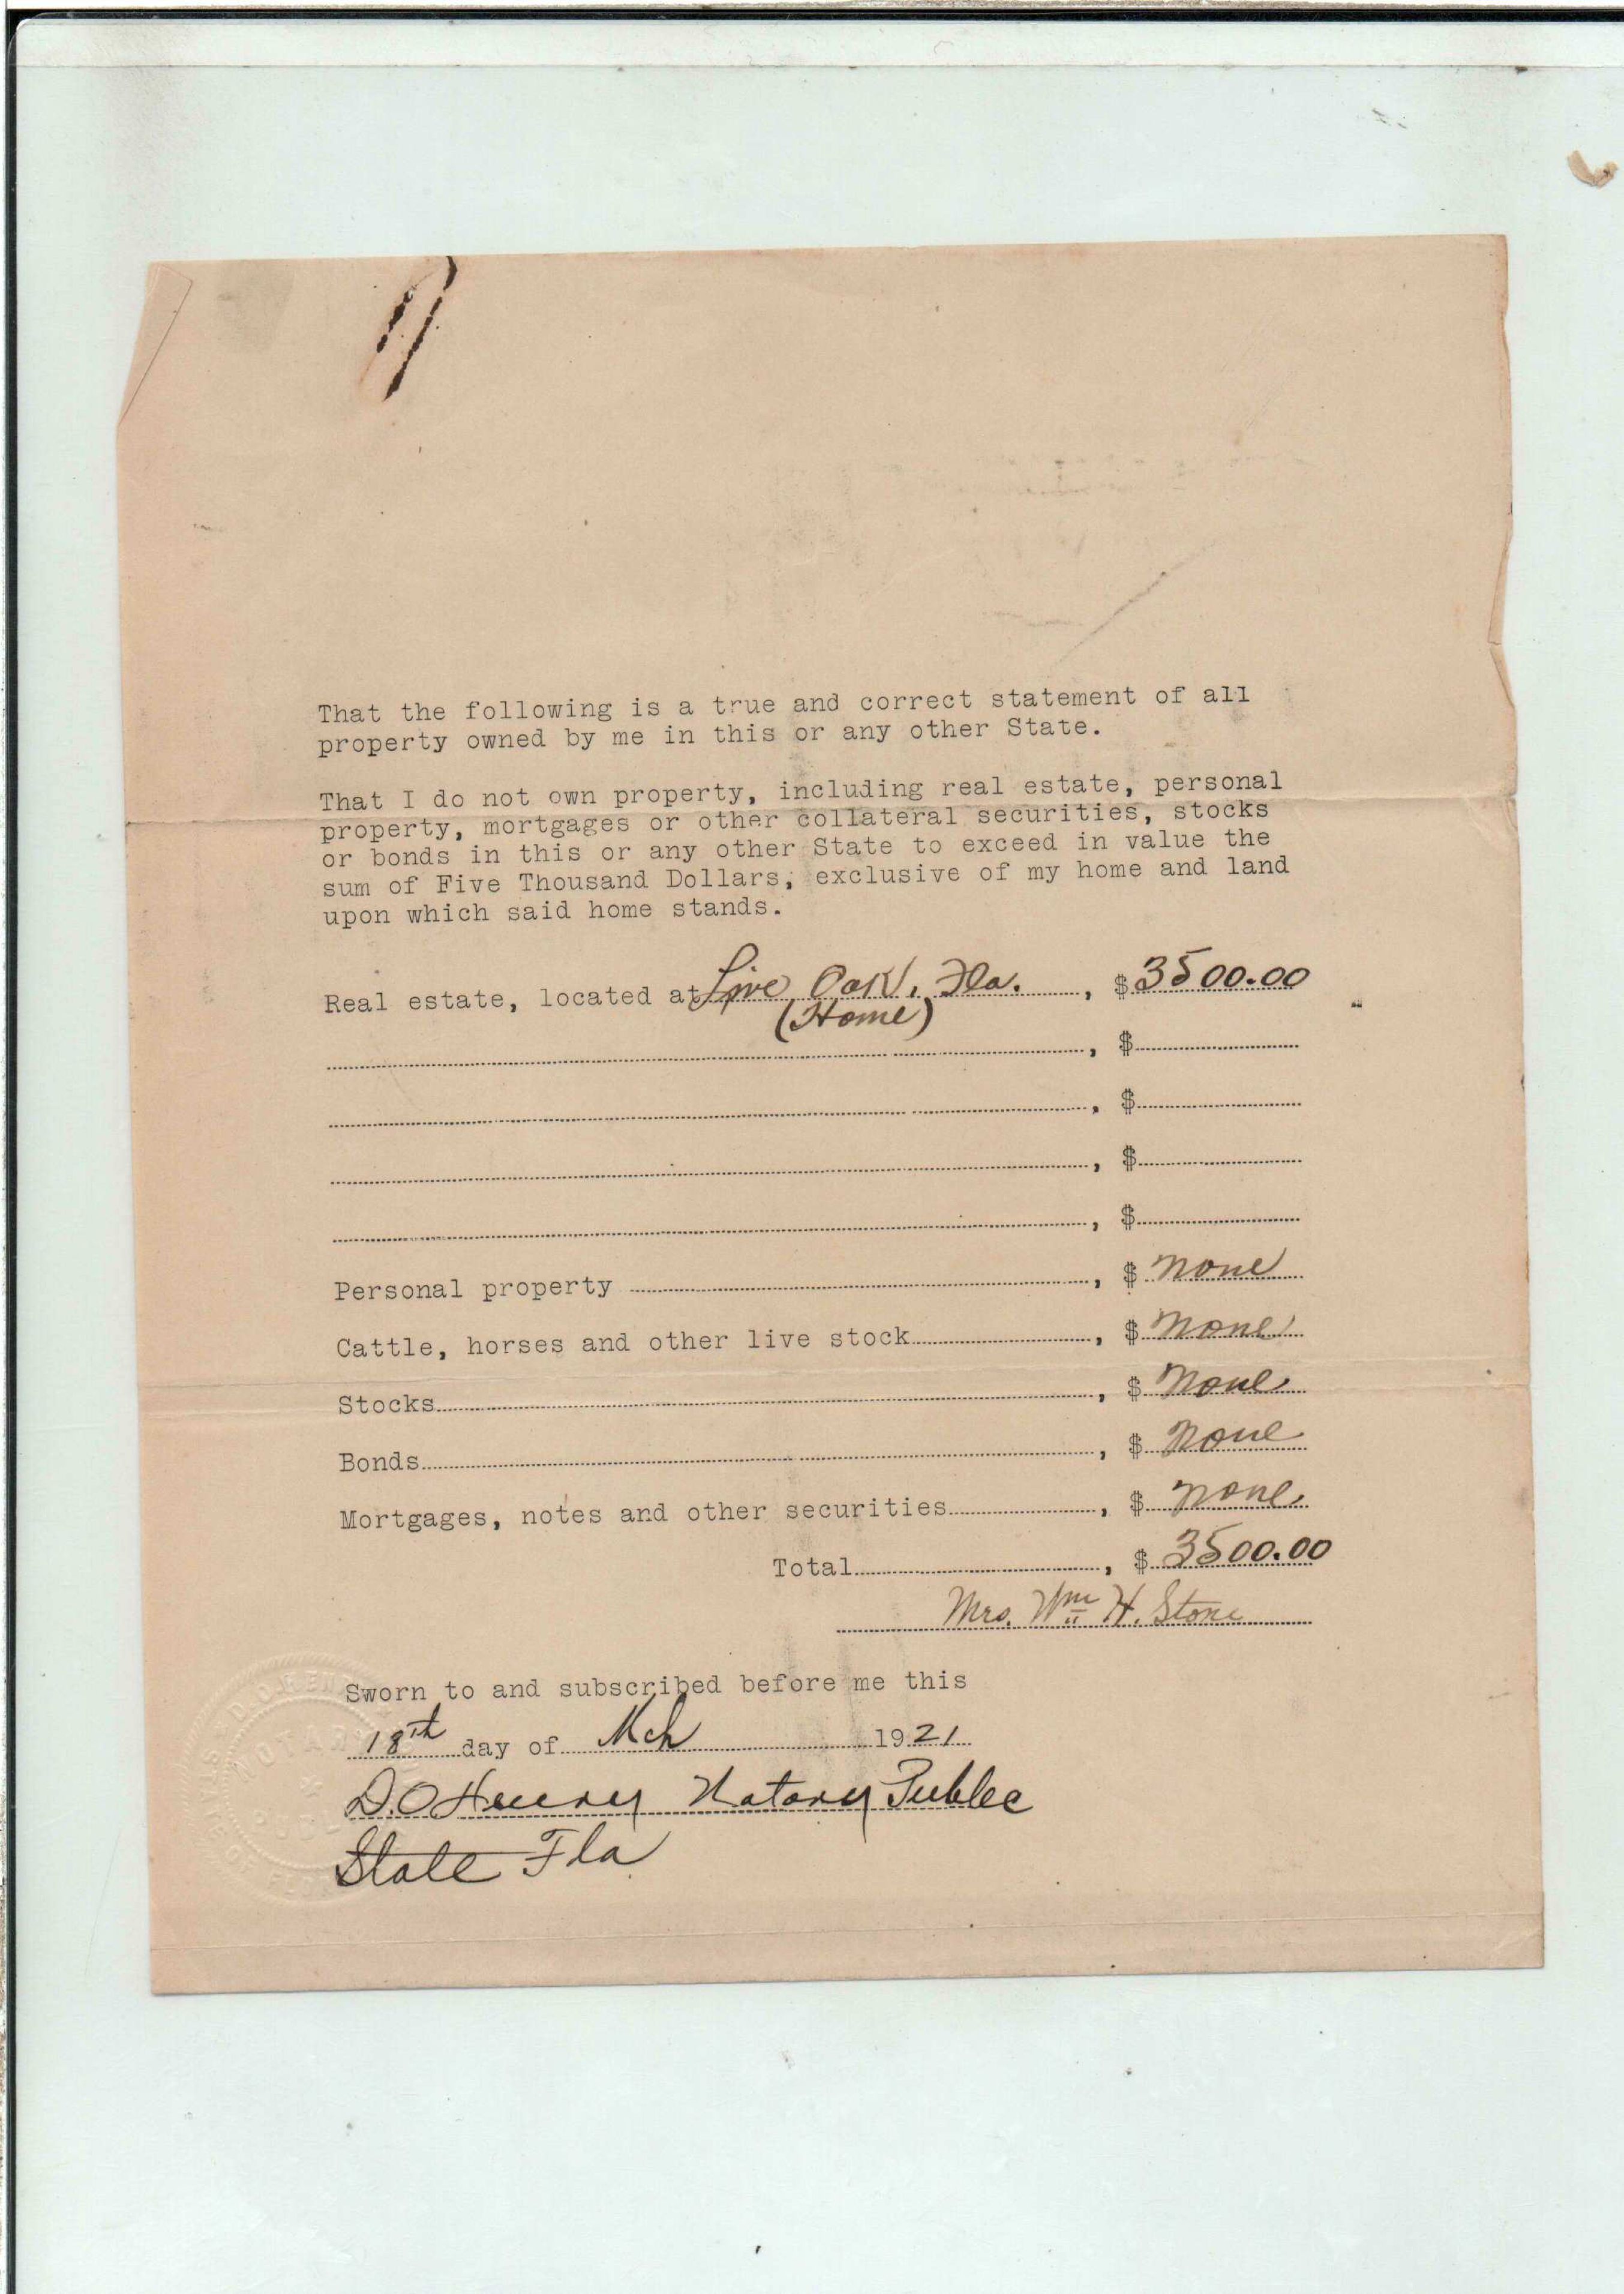 That the following is a true and correct statement of all
property owned by me in this or any other State.
That I do not own property, including real estate, personal
property, mortgages or other collateral securities, stocks
or bonds in this or any other State to exceed in value the
sum of Five Thousand Dollars, exclusive of my home and land
upon which said home stands.
Real estate, located at Live Oak, Fla. , $ 3500.00
(Home)
, $
, $
, $
, $
Personal property , $ None
Cattle, horses and other live stock , $ None
Stocks , $ None
Bonds , $ None
Mortgages, notes and other securities , $ None
Total , $ 3500.00
Mrs. Wm H. Stone
Sworn to and subscribed before me this
18th day of Mch 1921
D.O Henry Notary Public
State Fla
NOTARY